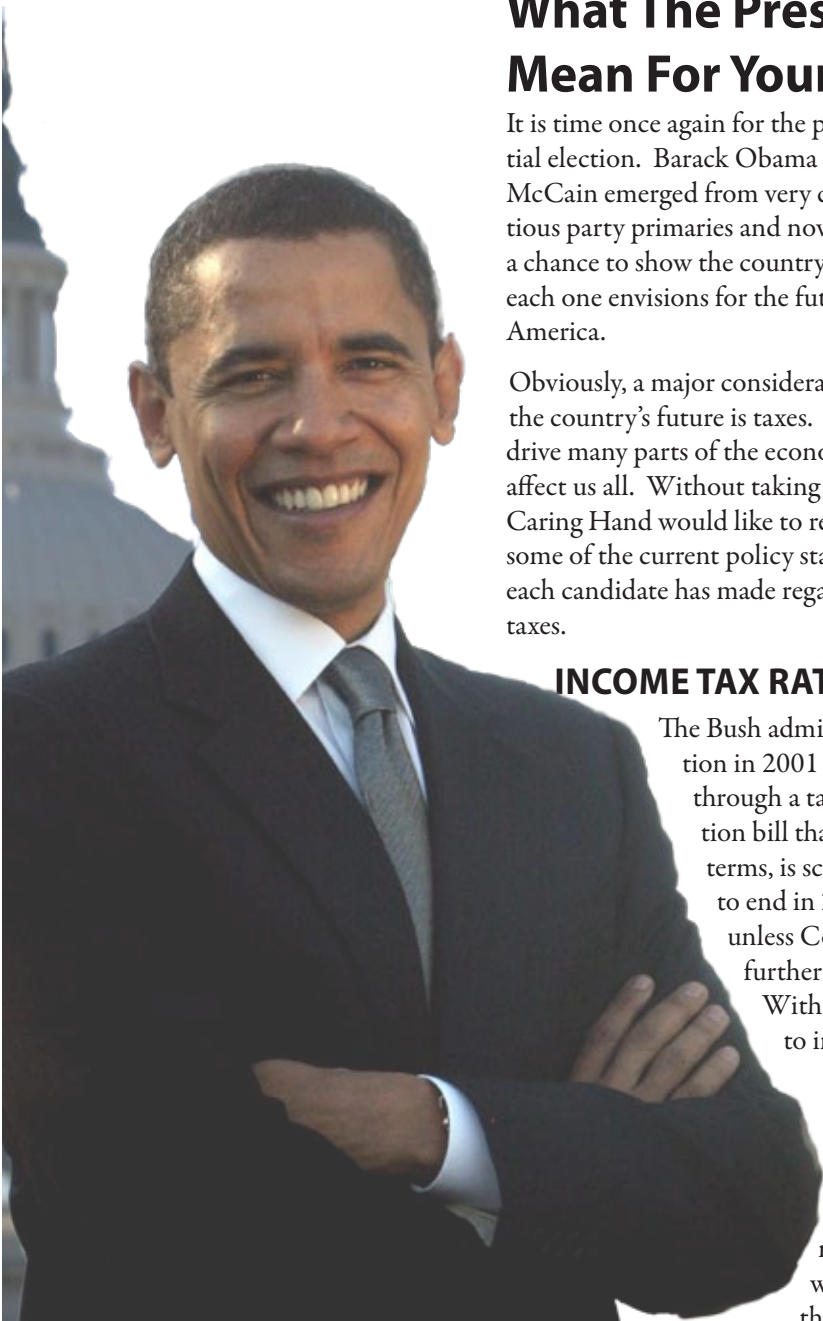 What The Pres
Mean For Your
It is time once again for the p
tial election.  Barack Obama
McCain emerged from very c
tious party primaries and nov
a chance to show the country
each one envisions for the fut
America.
Obviously, a major considera
the country’s future is taxes.
drive many parts of the econo
affect us all.  Without taking
Caring Hand would like to re
some of the current policy sta
each candidate has made rega
taxes.
INCOME TAX RAT
The Bush admi
tion in 2001
through a ta
tion bill tha
terms, is sc
to end in
unless Co
further
With
to i
w
th